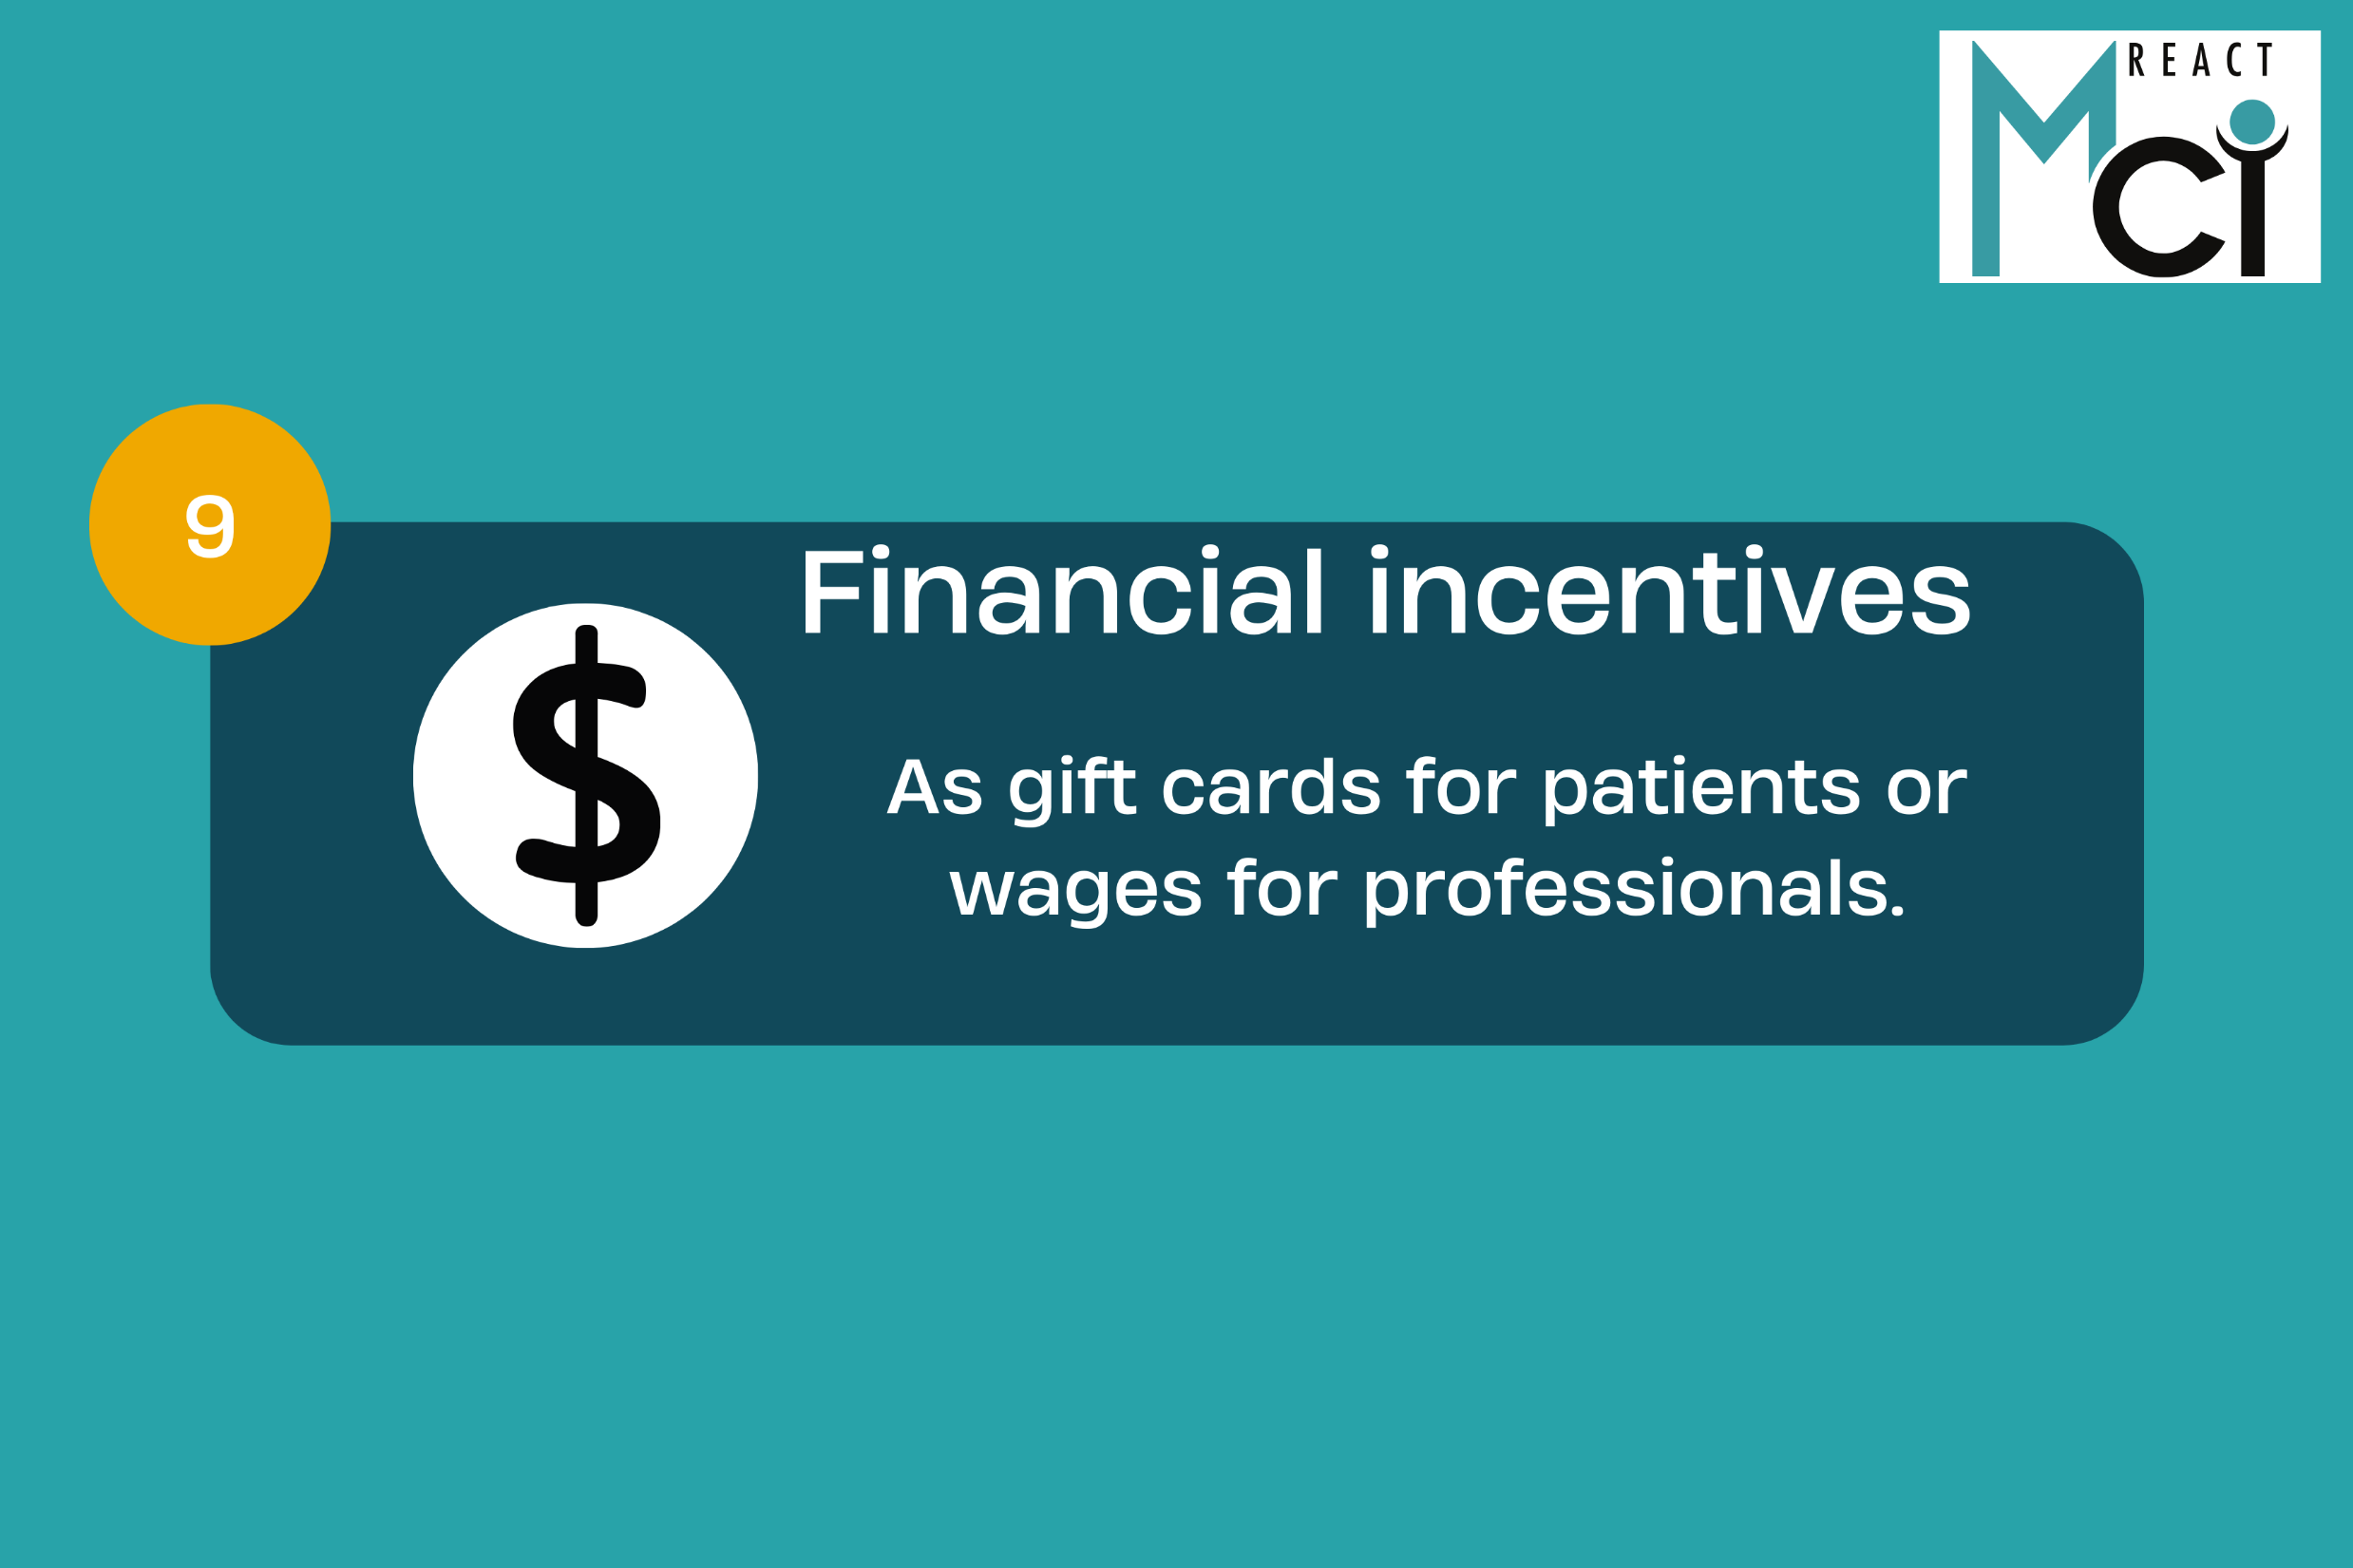 REACT
MCi
9
Financial incentives
$
As gift cards for patients or
wages for professionals.